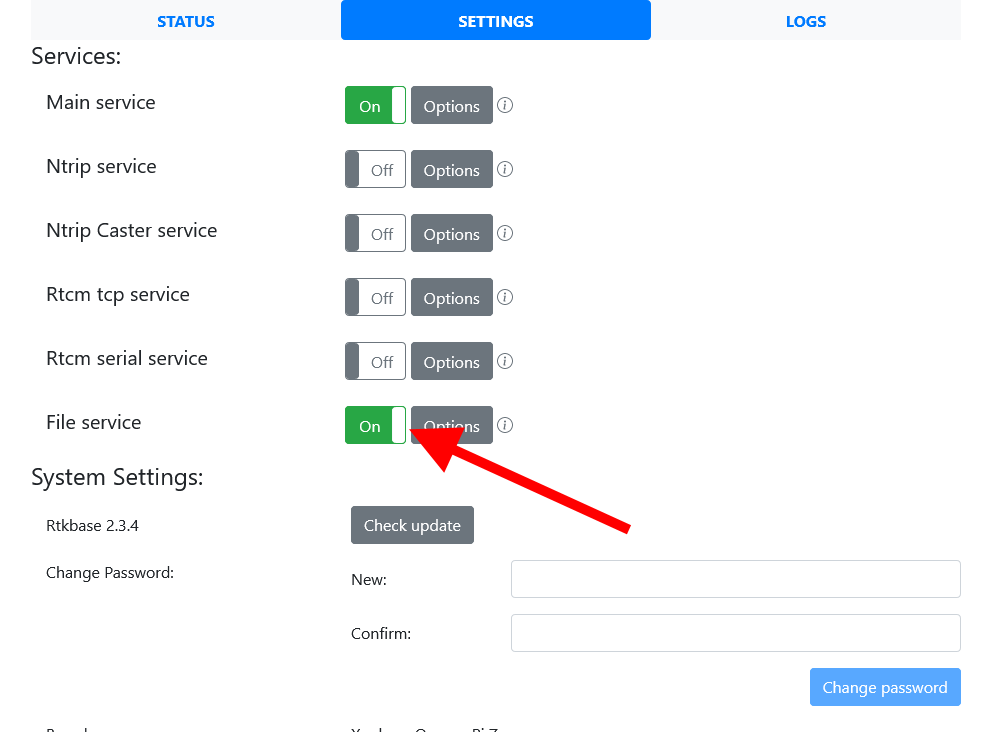 STATUS SETTINGS LOGS
Services:
Main service On Options
Ntrip service Off Options
Ntrip Caster service Off Options
Rtcm tcp service Off Options
Rtcm serial service Off Options
File service On Options
System Settings:
Rtkbase 2.3.4 Check update
Change Password: New:
Confirm:
Change password